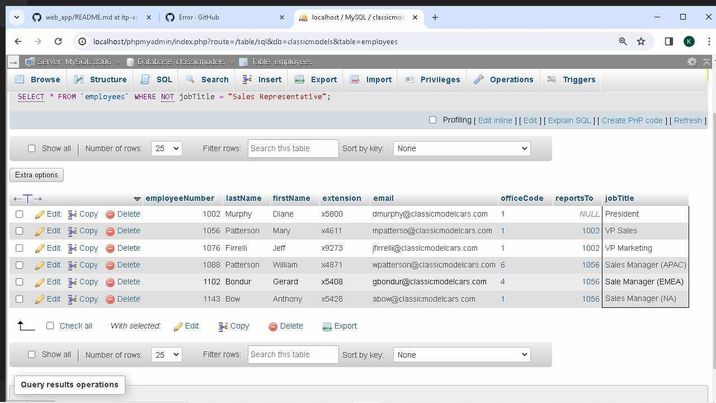 web_app/README.md at itp-a
Error - GitHub
localhost / MySQL / classicmo
localhost/phpmyadmin/index.php?route=/table/sql&db=classicmodels&table=employees
K
Server: MySQL:3306 » Database: classicmodels » Table: employees
Browse Structure SQL Search Insert Export Import Privileges Operations Triggers
SELECT * FROM `employees` WHERE NOT jobTitle = "Sales Representative";
Profiling [ Edit inline ] [ Edit ] [ Explain SQL ] [ Create PHP code ] [ Refresh ]
Show all Number of rows: 25 Filter rows: Search this table Sort by key: None
Extra options
employeeNumber lastName firstName extension email officeCode reportsTo jobTitle
Edit Copy Delete 1002 Murphy Diane x5800 dmurphy@classicmodelcars.com 1 NULL President
Edit Copy Delete 1056 Patterson Mary x4611 mpatterso@classicmodelcars.com 1 1002 VP Sales
Edit Copy Delete 1076 Firrelli Jeff x9273 jfirrelli@classicmodelcars.com 1 1002 VP Marketing
Edit Copy Delete 1088 Patterson William x4871 wpatterson@classicmodelcars.com 6 1056 Sales Manager (APAC)
Edit Copy Delete 1102 Bondur Gerard x5408 gbondur@classicmodelcars.com 4 1056 Sale Manager (EMEA)
Edit Copy Delete 1143 Bow Anthony x5428 abow@classicmodelcars.com 1 1056 Sales Manager (NA)
Check all With selected: Edit Copy Delete Export
Show all Number of rows: 25 Filter rows: Search this table Sort by key: None
Query results operations